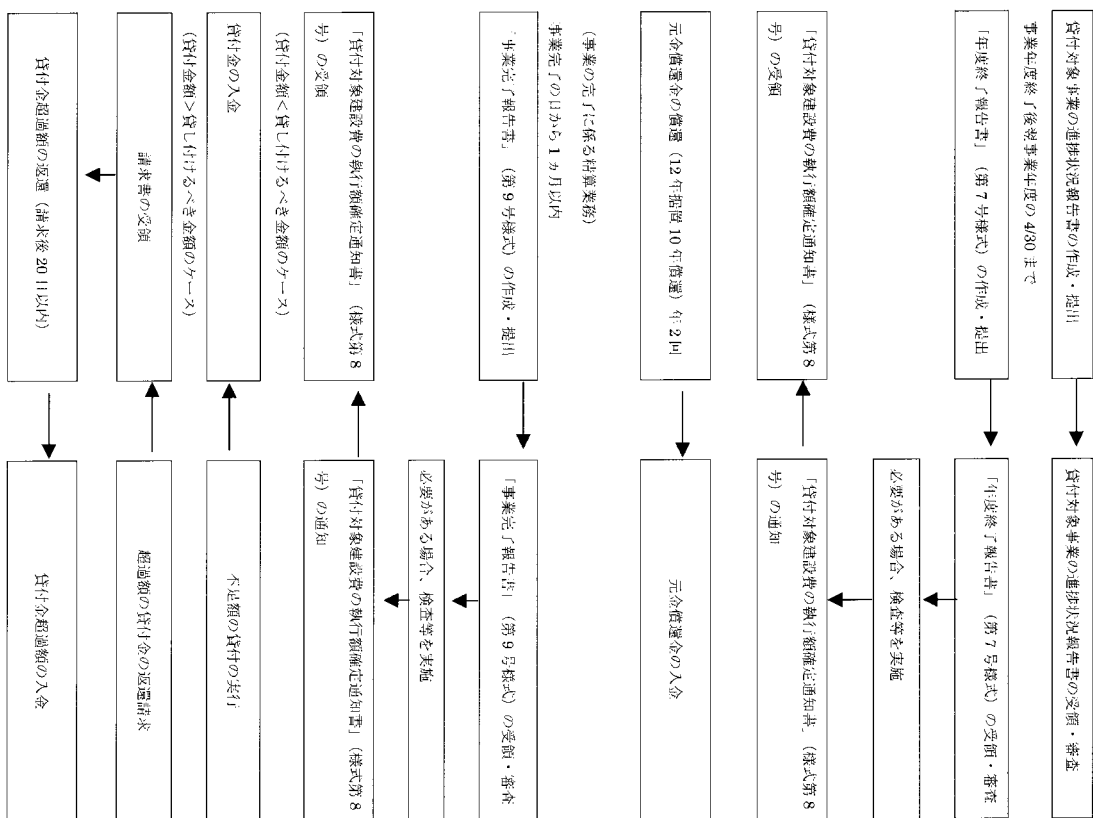 貸付対象事業の進捗状況報告書の作成・提出
貸付対象事業の進捗状況報告書の受領・審査
事業年度終了後翌事業年度の 4/30 まで
「年度終了報告書」（第７号様式）の作成・提出
「年度終了報告書」（第７号様式）の受領・審査
必要がある場合、検査等を実施
「貸付対象建設費の執行額確定通知書」（様式第８
号）の受領
「貸付対象建設費の執行額確定通知書」（様式第８
号）の通知
元金償還金の償還（12 年据置 10 年償還）年２回
元金償還金の入金
（事業の完了に係る精算業務）
事業完了の日から１ヵ月以内
「事業完了報告書」（第９号様式）の作成・提出
「事業完了報告書」（第９号様式）の受領・審査
必要がある場合、検査等を実施
「貸付対象建設費の執行額確定通知書」（様式第８
号）の受領
「貸付対象建設費の執行額確定通知書」（様式第８
号）の通知
（貸付金額＜貸し付けるべき金額のケース）
貸付金の入金
不足額の貸付の実行
（貸付金額＞貸し付けるべき金額のケース）
請求書の受領
超過額の貸付金の返還請求
貸付金超過額の返還（請求後 20 日以内）
貸付金超過額の入金